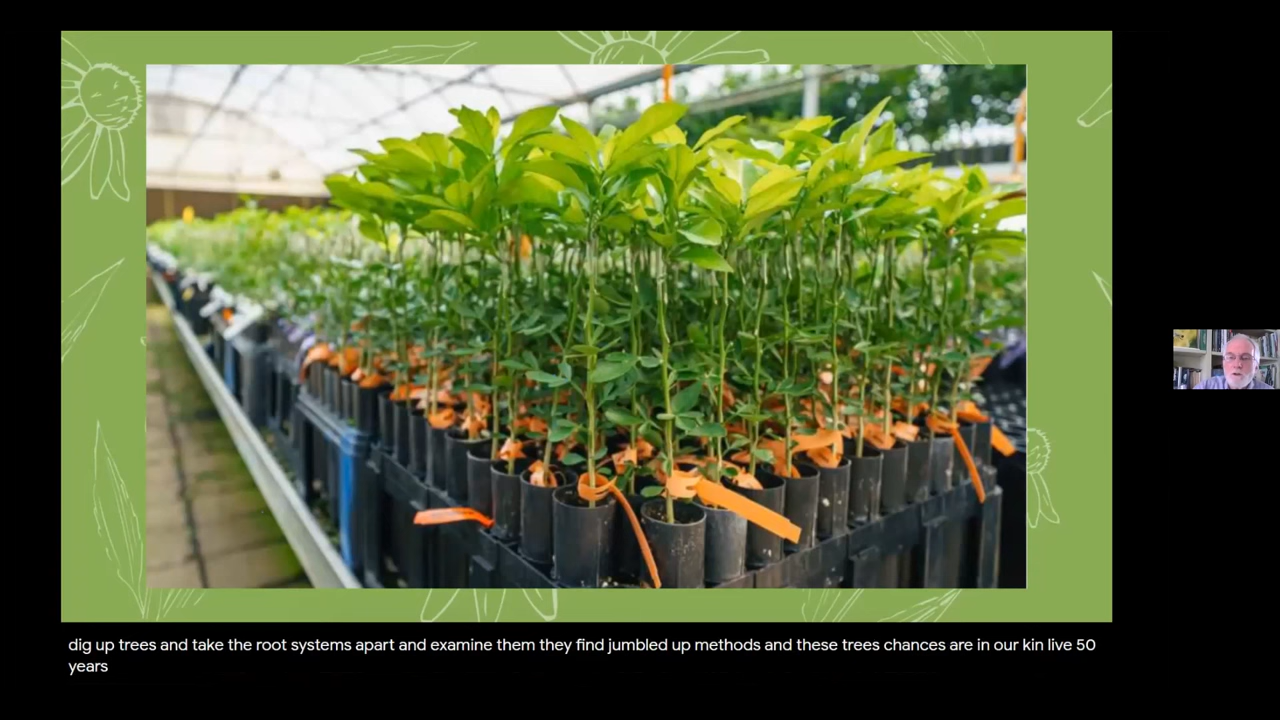 dig up trees and take the root systems apart and examine them they find jumbled up methods and these trees chances are in our kin live 50
years